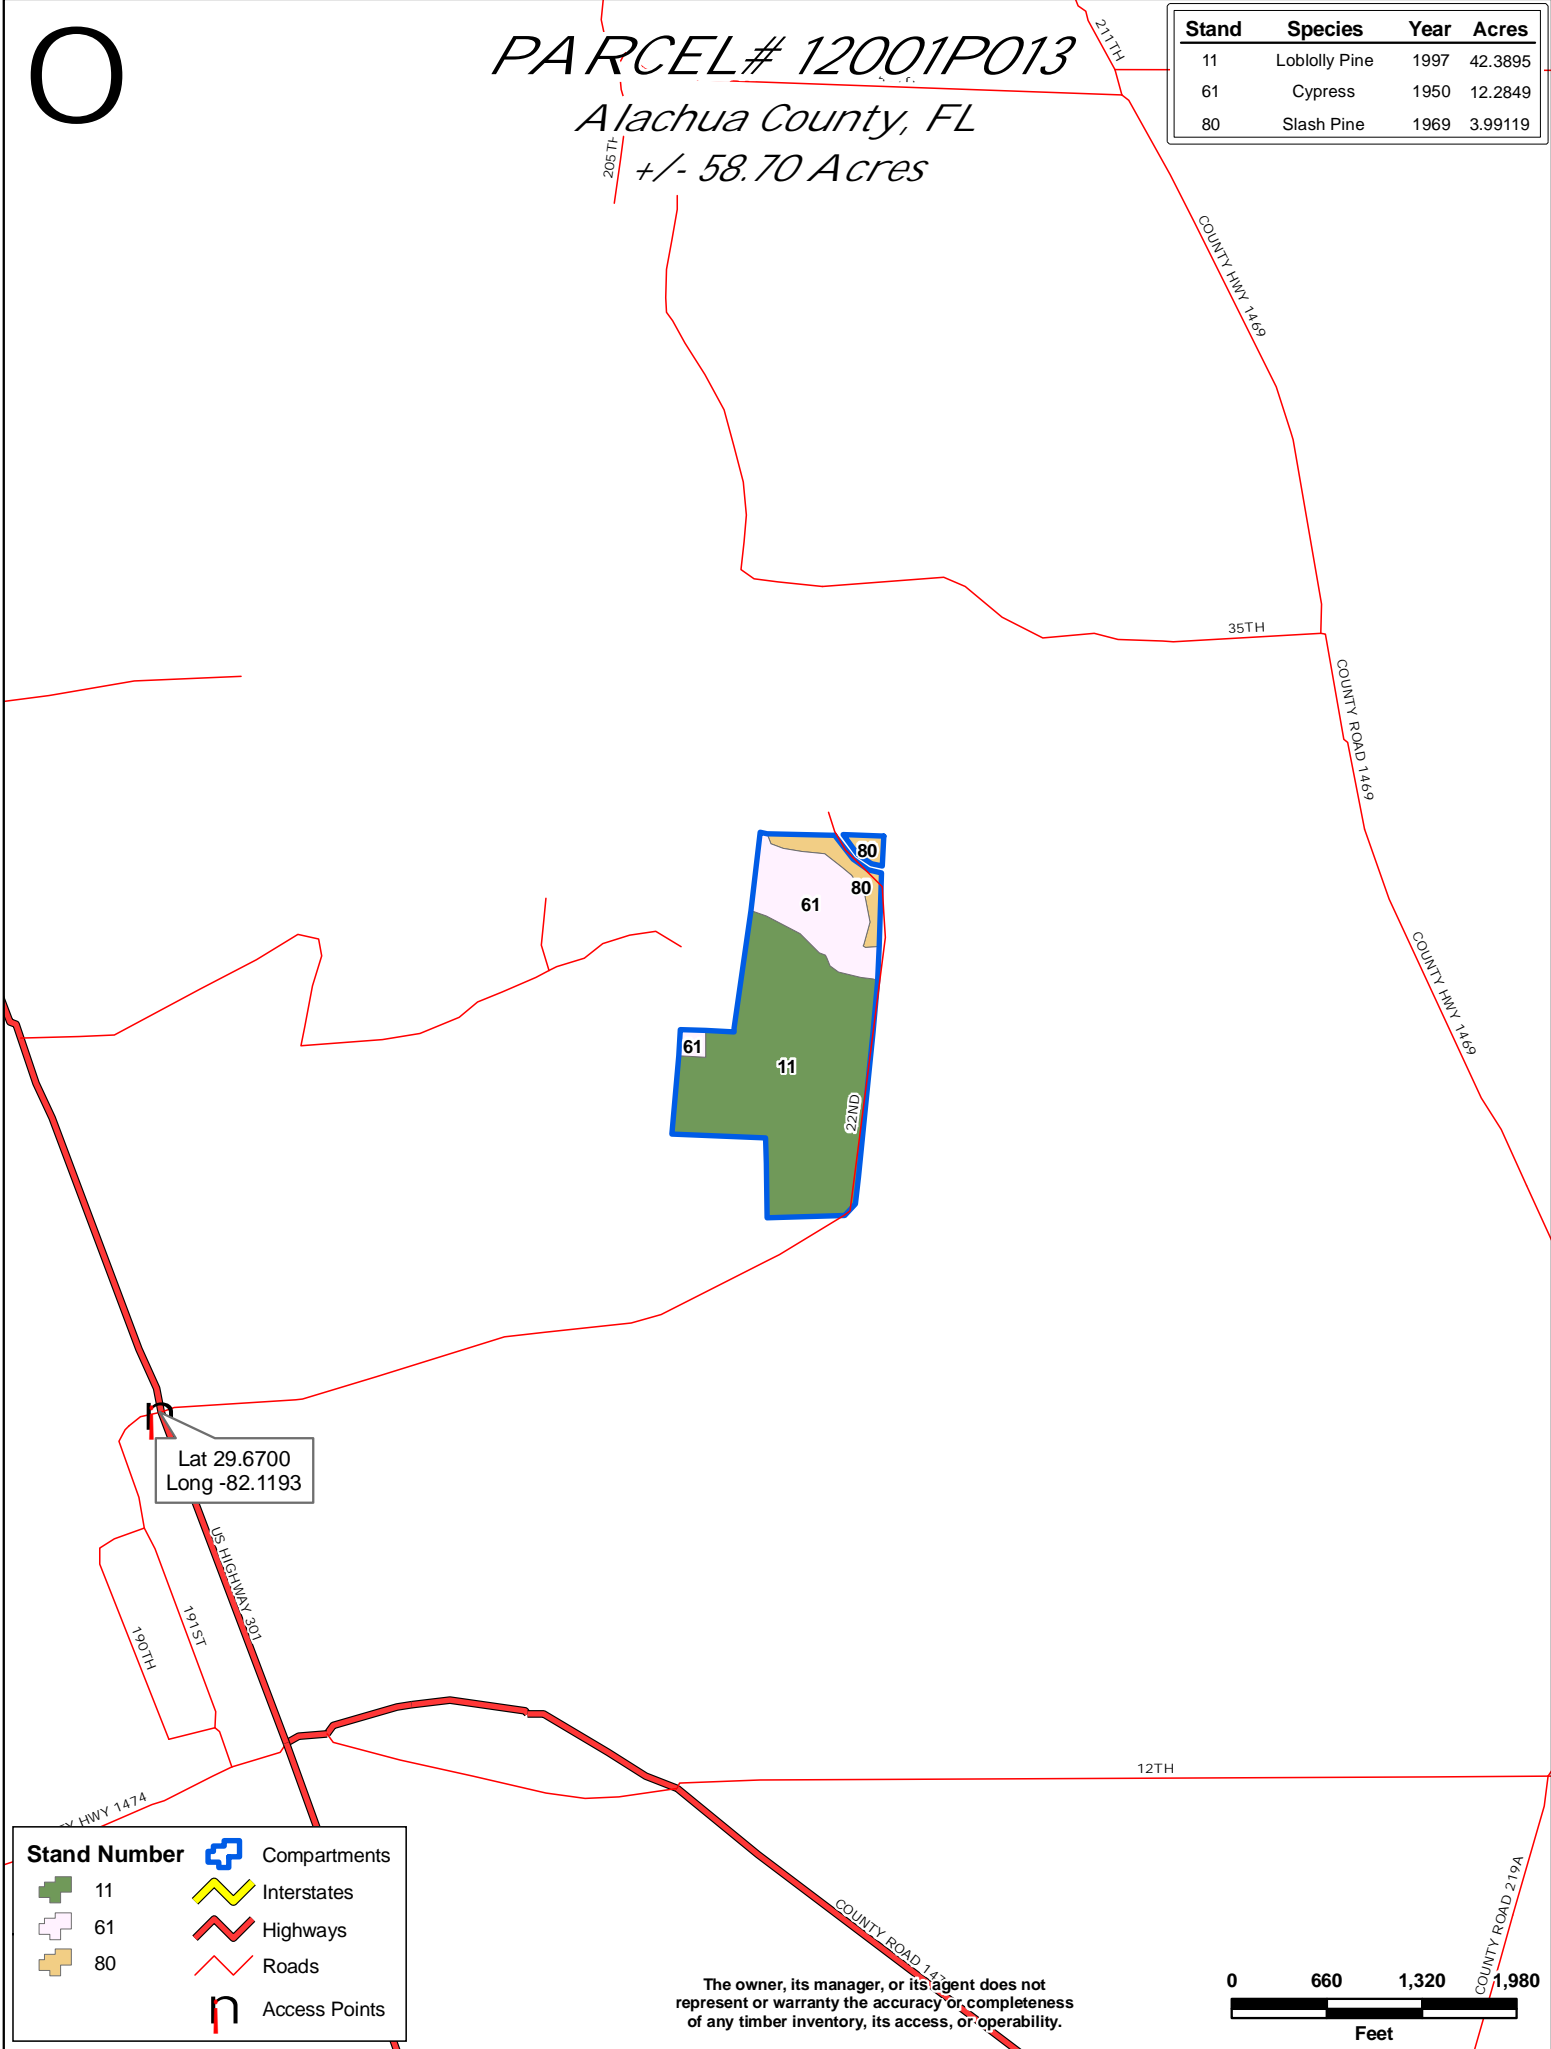 O
PARCEL# 12001P013
Alachua County, FL
+/- 58.70 Acres
Stand Species Year Acres
11 Loblolly Pine 1997 42.3895
61 Cypress 1950 12.2849
80 Slash Pine 1969 3.99119
211TH
205TH
COUNTY HWY 1469
35TH
COUNTY ROAD 1469
80
80
61
COUNTY HWY 1469
61
11
22ND
Lat 29.6700
Long -82.1193
US HIGHWAY 301
191ST
190TH
12TH
HWY 1474
COUNTY ROAD
COUNTY ROAD 219A
Stand Number
11
61
80
Compartments
Interstates
Highways
Roads
Access Points
The owner, its manager, or its agent does not
represent or warranty the accuracy or completeness
of any timber inventory, its access, or operability.
0 660 1,320 1,980
Feet